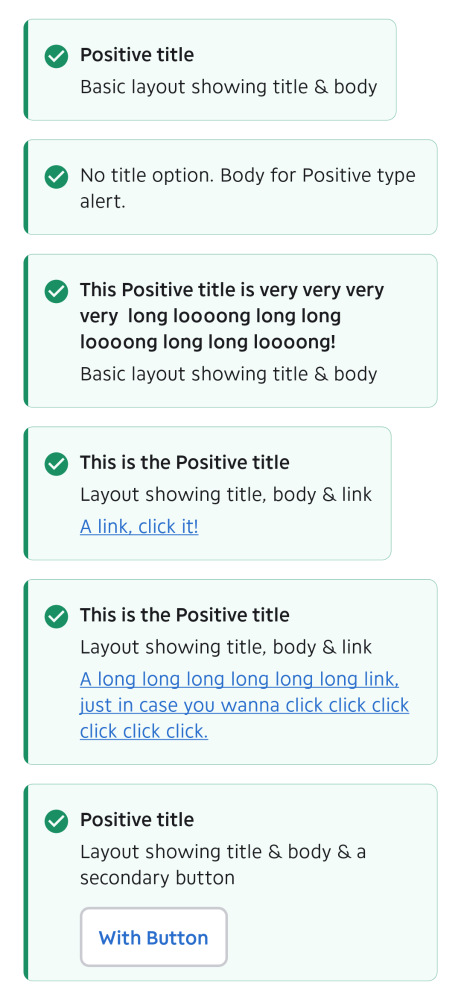 Positive title
Basic layout showing title & body
No title option. Body for Positive type
alert.
This Positive title is very very very
very  long loooong long long
loooong long long loooong!
Basic layout showing title & body
This is the Positive title
Layout showing title, body & link
A link, click it!
This is the Positive title
Layout showing title, body & link
A long long long long long long link,
just in case you wanna click click click
click click click.
Positive title
Layout showing title & body & a
secondary button
With Button